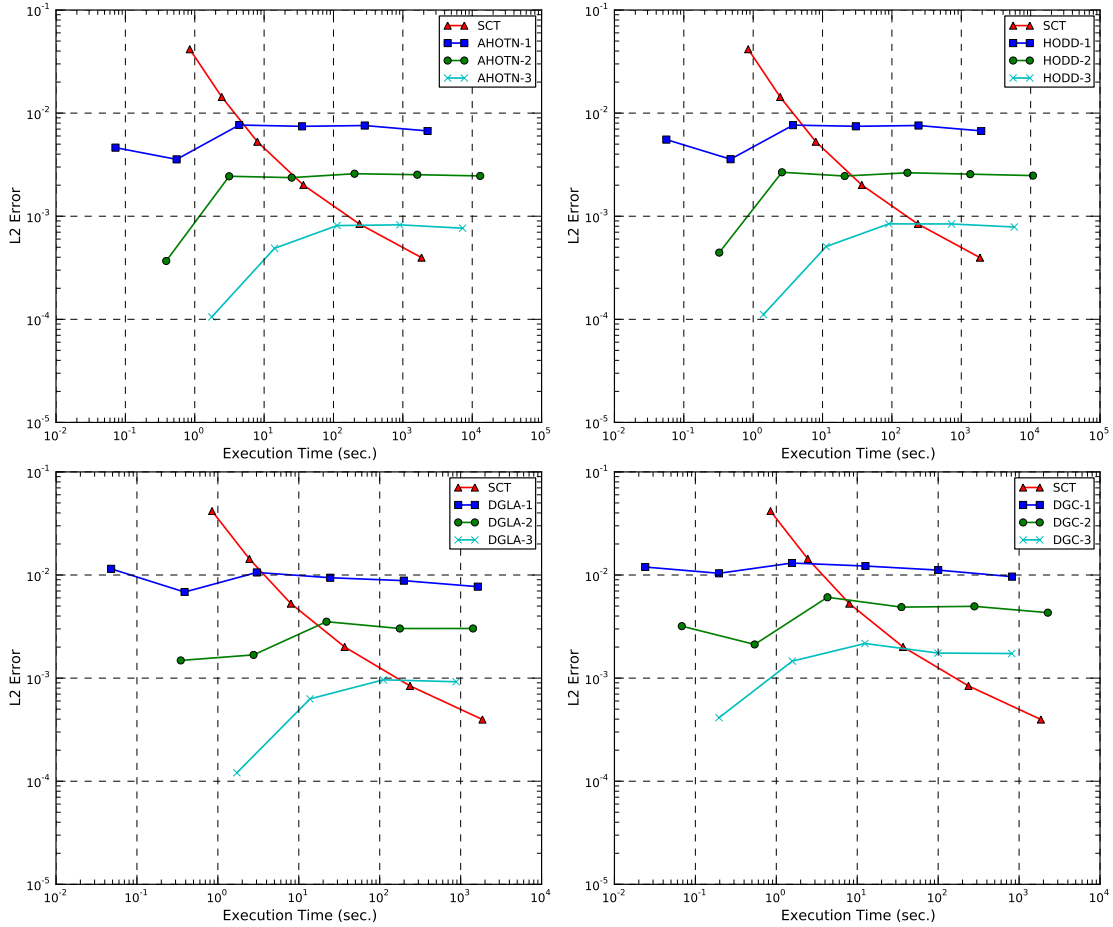 10^-1
10^-2
10^-3
10^-4
10^-5
L2 Error
SCT
AHOTN-1
AHOTN-2
AHOTN-3
10^-2 10^-1 10^0 10^1 10^2 10^3 10^4 10^5
Execution Time (sec.)
10^-1
10^-2
10^-3
10^-4
10^-5
L2 Error
SCT
HODD-1
HODD-2
HODD-3
10^-2 10^-1 10^0 10^1 10^2 10^3 10^4 10^5
Execution Time (sec.)
10^-1
10^-2
10^-3
10^-4
10^-5
L2 Error
SCT
DGLA-1
DGLA-2
DGLA-3
10^-2 10^-1 10^0 10^1 10^2 10^3 10^4
Execution Time (sec.)
10^-1
10^-2
10^-3
10^-4
10^-5
L2 Error
SCT
DGC-1
DGC-2
DGC-3
10^-2 10^-1 10^0 10^1 10^2 10^3 10^4
Execution Time (sec.)